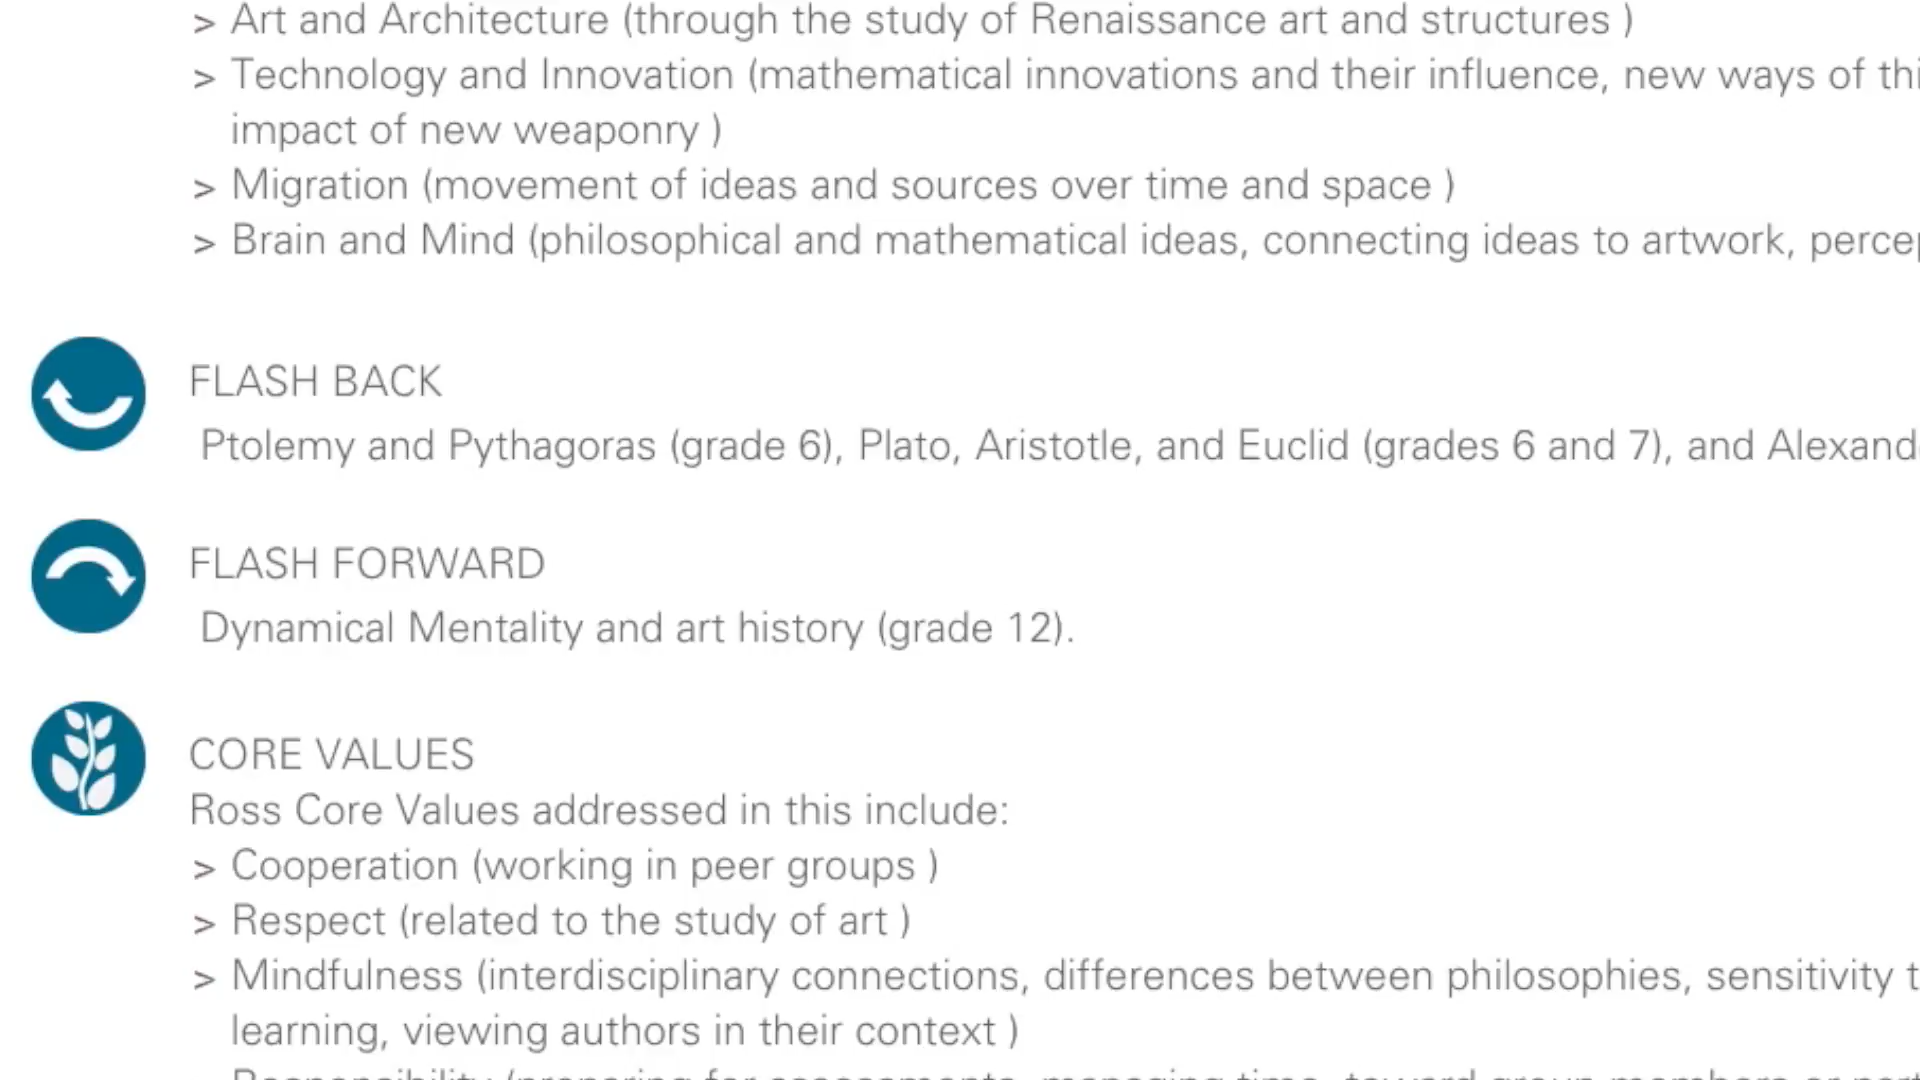 > Art and Architecture (through the study of Renaissance art and structures )
> Technology and Innovation (mathematical innovations and their influence, new ways of
impact of new weaponry )
> Migration (movement of ideas and sources over time and space )
> Brain and Mind (philosophical and mathematical ideas, connecting ideas to artwork,
FLASH BACK
Ptolemy and Pythagoras (grade 6), Plato, Aristotle, and Euclid (grades 6 and 7), and
FLASH FORWARD
Dynamical Mentality and art history (grade 12).
CORE VALUES
Ross Core Values addressed in this include:
> Cooperation (working in peer groups )
> Respect (related to the study of art )
> Mindfulness (interdisciplinary connections, differences between philosophies, sensitivity
learning, viewing authors in their context )